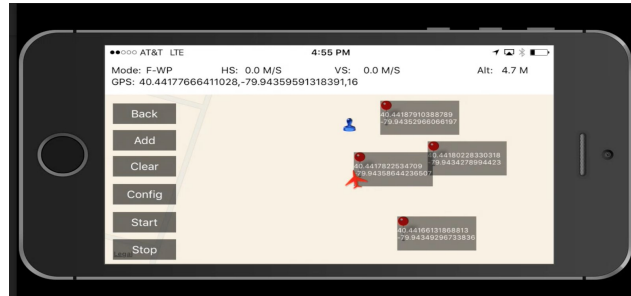 ●●○○○ AT&T LTE 4:55 PM
Mode: F-WP HS: 0.0 M/S VS: 0.0 M/S Alt: 4.7 M
GPS: 40.44177666411028,-79.94359591318391,16
Back
Add
Clear
Config
Start
Stop
40.44187910388789
-79.94352966066197
40.44180228330318
-79.9434278994423
40.4417822534709
-79.94358644236507
40.44166131868813
-79.94349296733836